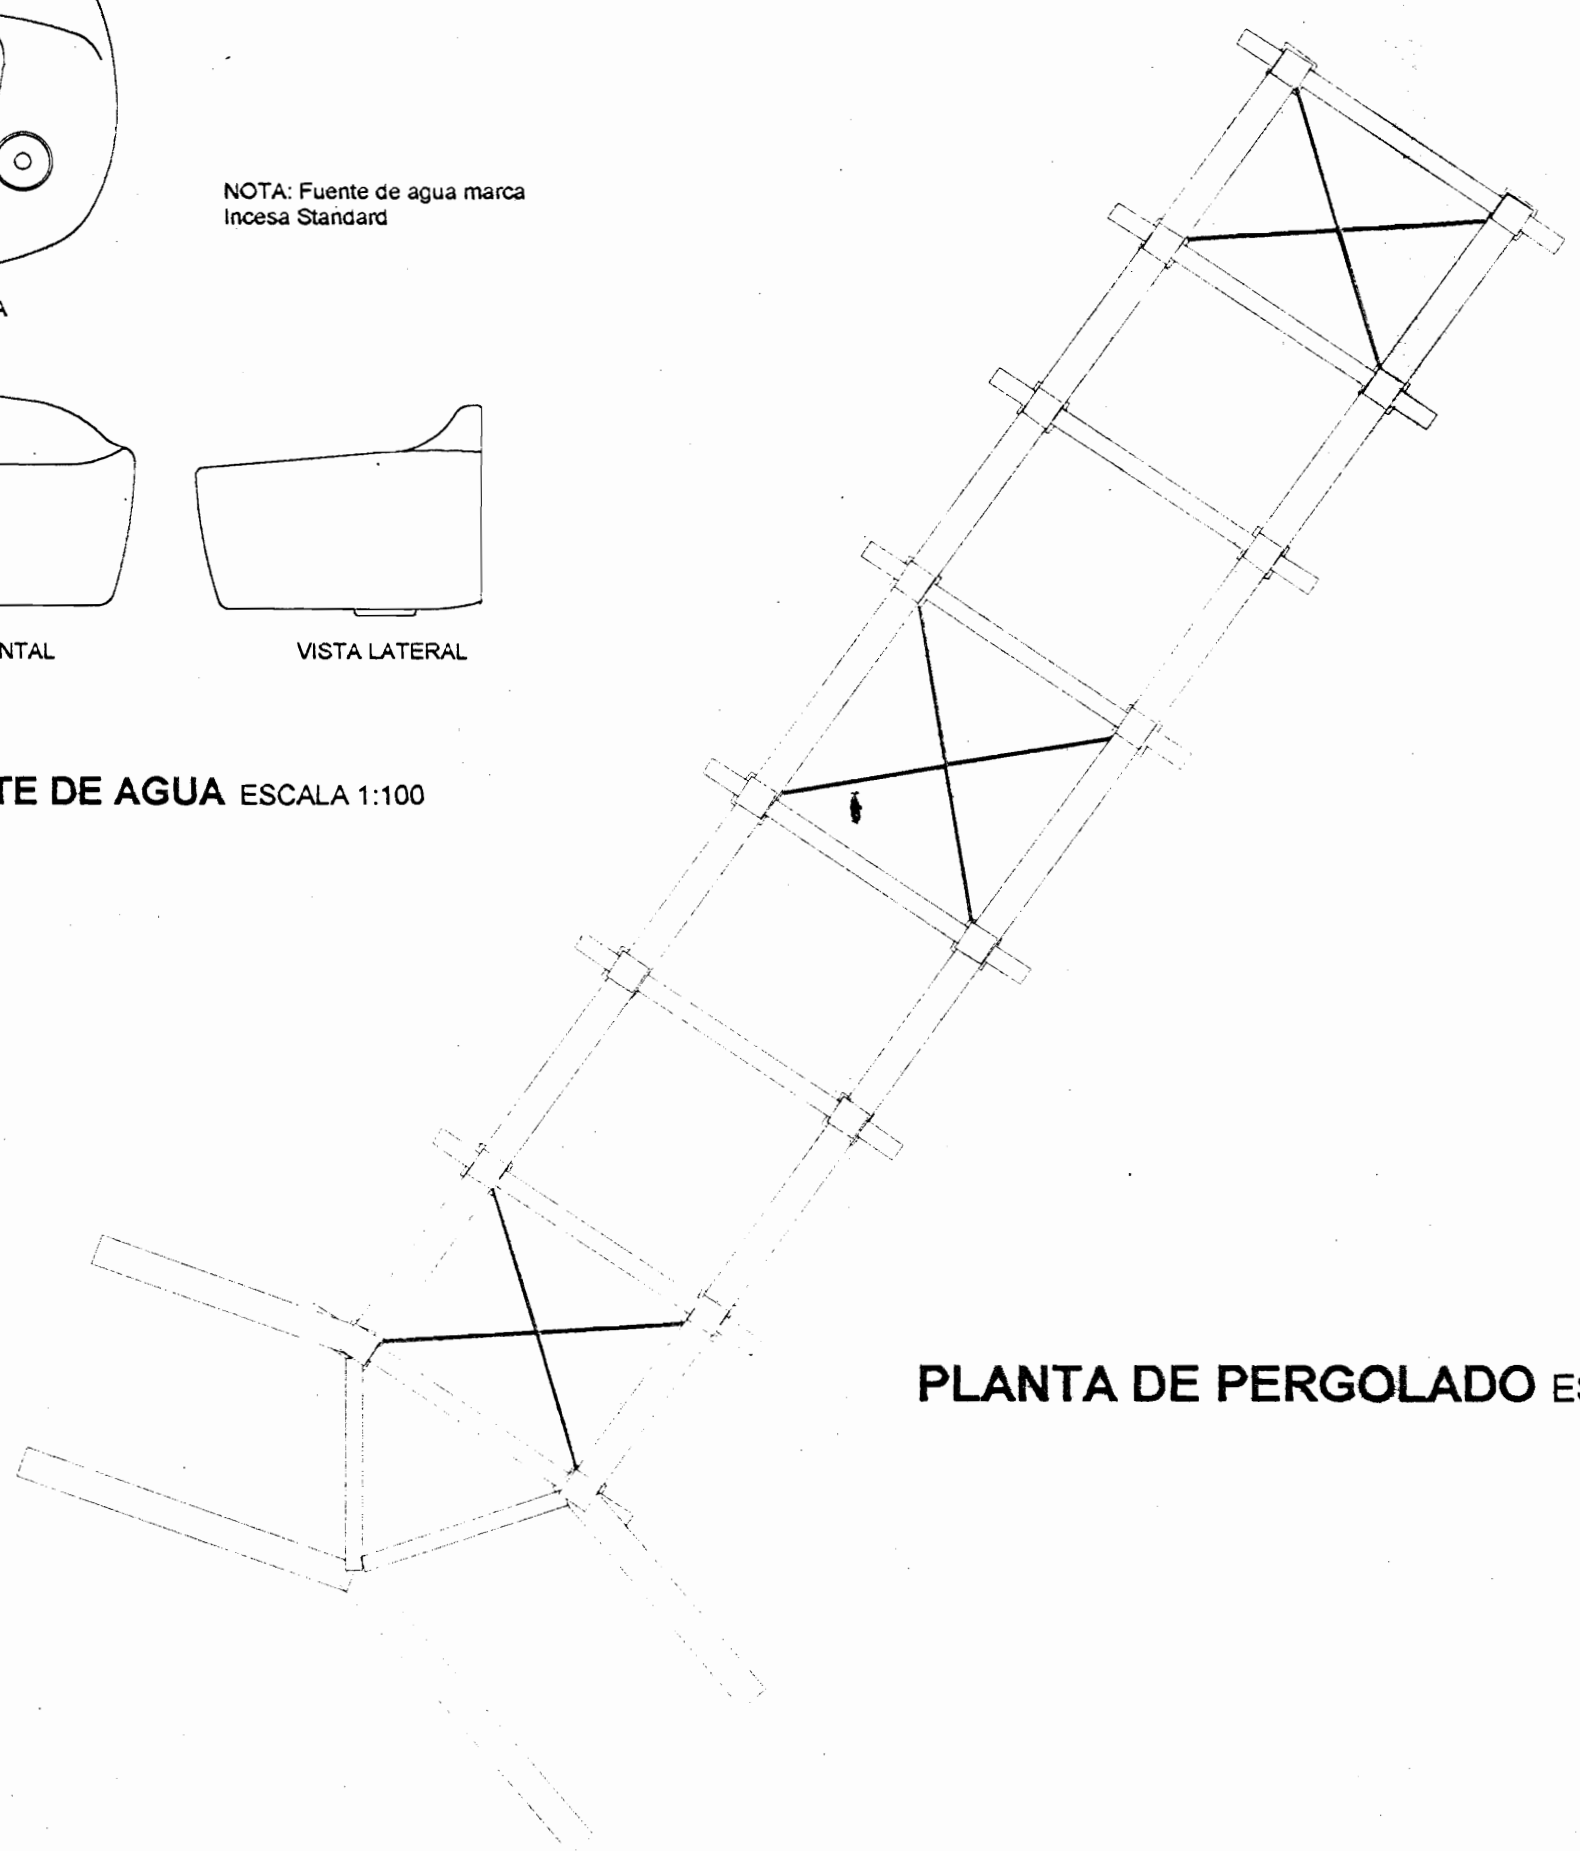 NOTA: Fuente de agua marca
Incesa Standard
A
NTAL
VISTA LATERAL
TE DE AGUA ESCALA 1:100
PLANTA DE PERGOLADO ES